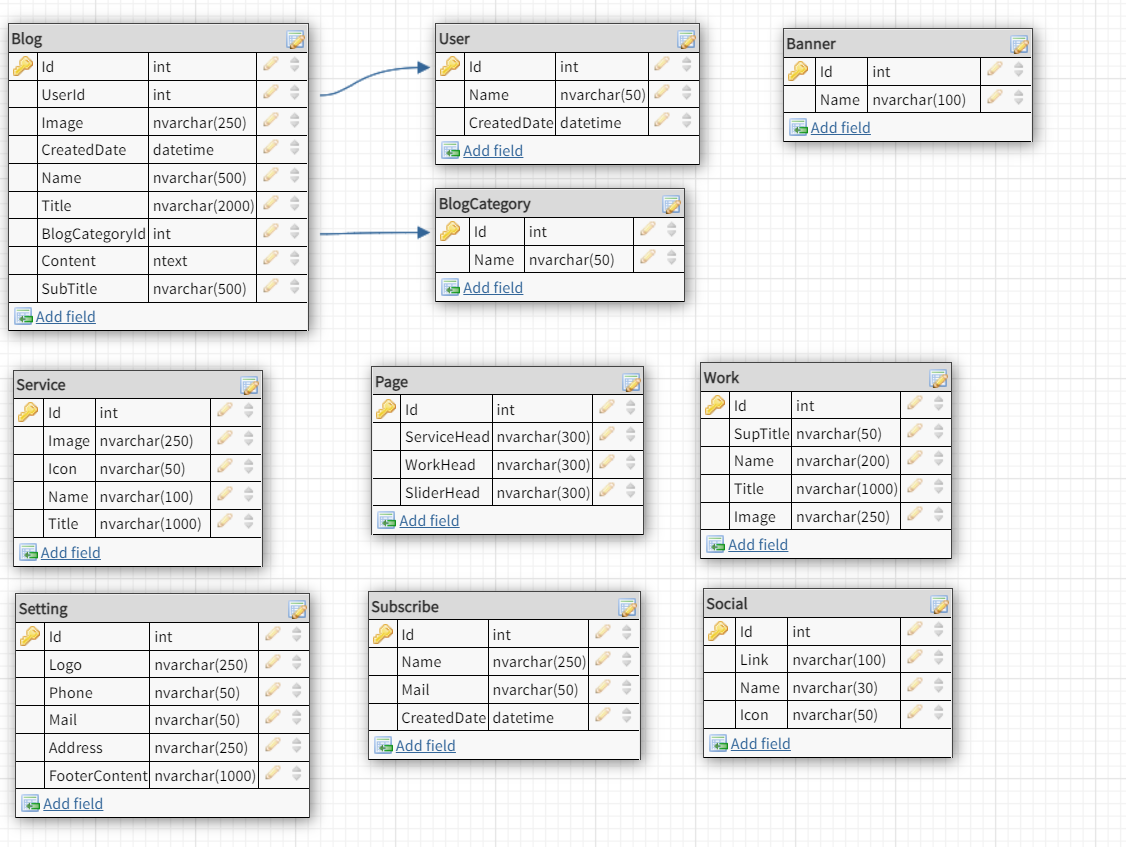 Blog
Id int
UserId int
Image nvarchar(250)
CreatedDate datetime
Name nvarchar(500)
Title nvarchar(2000)
BlogCategoryId int
Content ntext
SubTitle nvarchar(500)
Add field
User
Id int
Name nvarchar(50)
CreatedDate datetime
Add field
Banner
Id int
Name nvarchar(100)
Add field
BlogCategory
Id int
Name nvarchar(50)
Add field
Service
Id int
Image nvarchar(250)
Icon nvarchar(50)
Name nvarchar(100)
Title nvarchar(1000)
Add field
Page
Id int
ServiceHead nvarchar(300)
WorkHead nvarchar(300)
SliderHead nvarchar(300)
Add field
Work
Id int
SupTitle nvarchar(50)
Name nvarchar(200)
Title nvarchar(1000)
Image nvarchar(250)
Add field
Setting
Id int
Logo nvarchar(250)
Phone nvarchar(50)
Mail nvarchar(50)
Address nvarchar(250)
FooterContent nvarchar(1000)
Add field
Subscribe
Id int
Name nvarchar(250)
Mail nvarchar(50)
CreatedDate datetime
Add field
Social
Id int
Link nvarchar(100)
Name nvarchar(30)
Icon nvarchar(50)
Add field